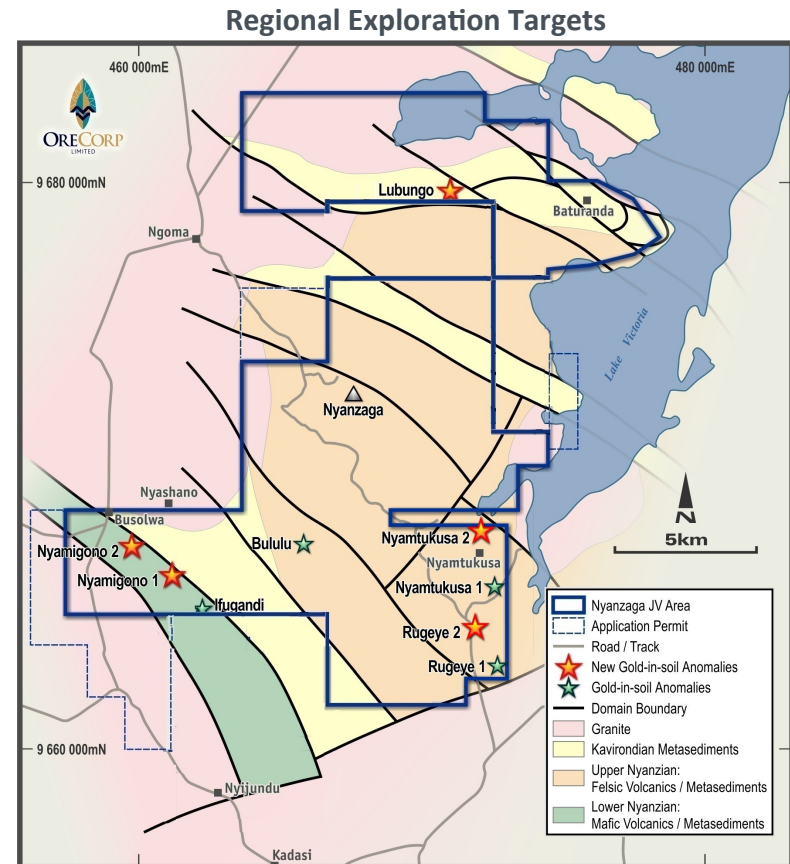 Regional Exploration Targets
460 000mE
480 000mE
ORECORP
LIMITED
9 680 000mN
Lubungo
Baturanda
Ngoma
Lake Victoria
Nyanzaga
Nyashano
Busolwa
Nyamigono 2
Nyamigono 1
Ifugandi
Bululu
Nyamtukusa 2
Nyamtukusa
Nyamtukusa 1
Rugeye 2
Rugeye 1
N
5km
9 660 000mN
Nyijundu
Kadasi
Nyanzaga JV Area
Application Permit
Road / Track
New Gold-in-soil Anomalies
Gold-in-soil Anomalies
Domain Boundary
Granite
Kavirondian Metasediments
Upper Nyanzian:
Felsic Volcanics / Metasediments
Lower Nyanzian:
Mafic Volcanics / Metasediments